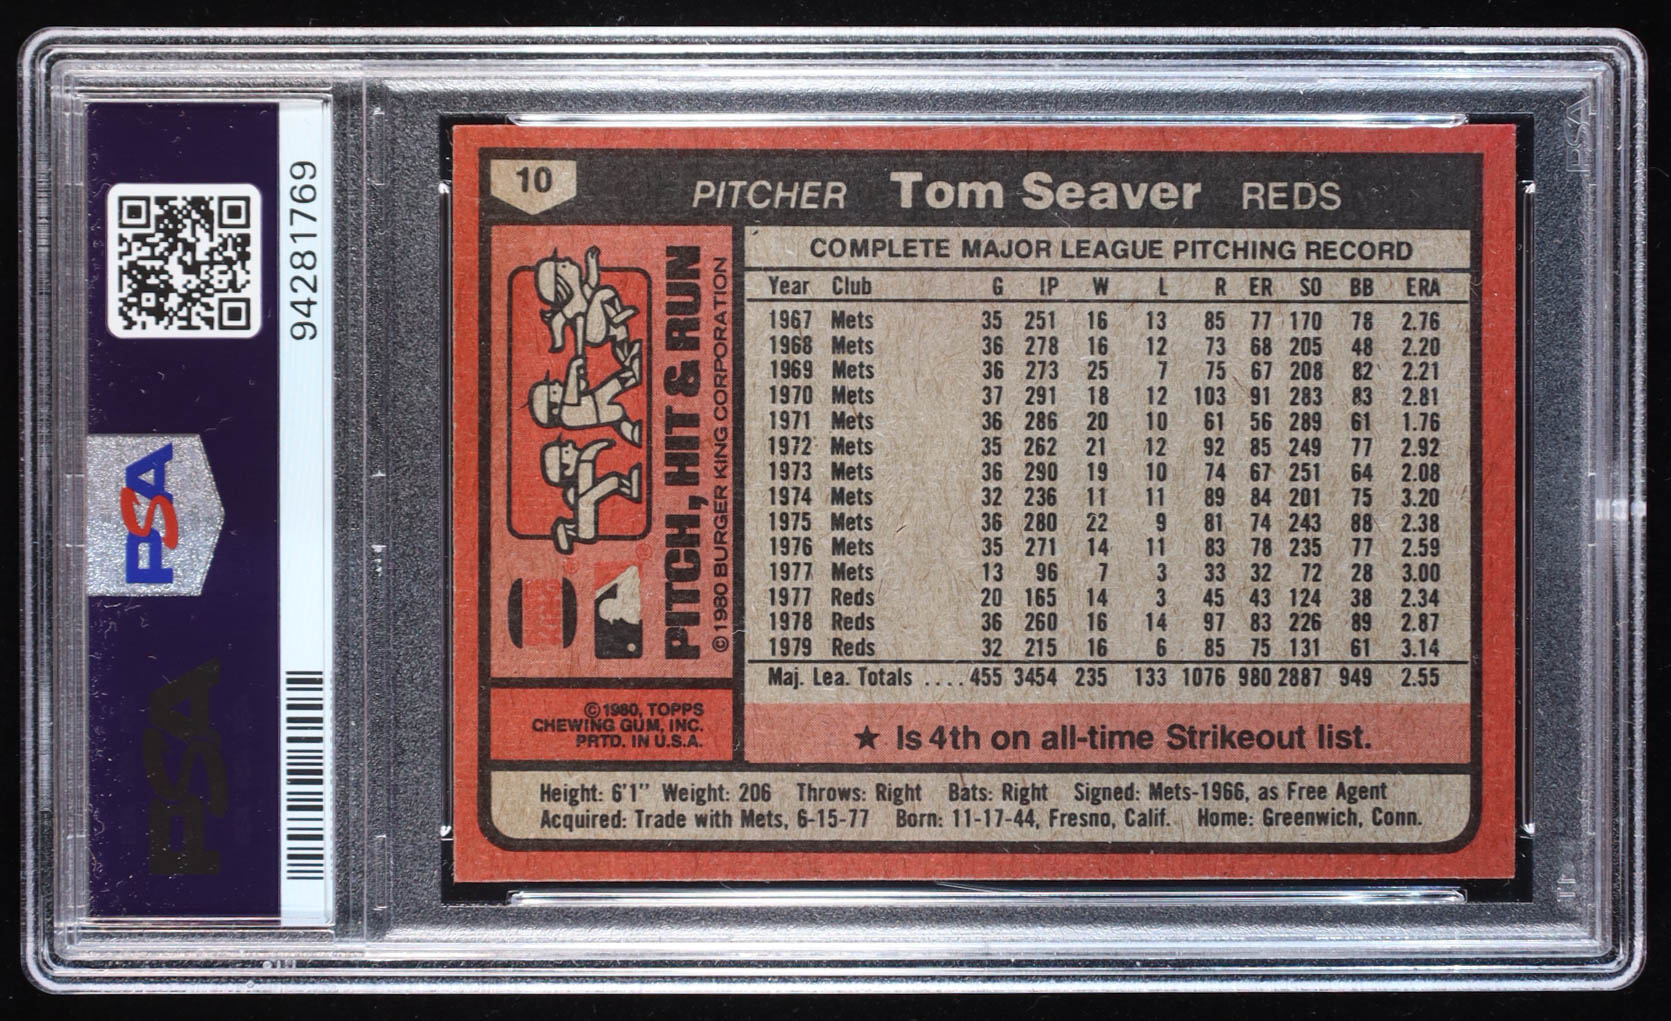 94281769
PSA
PSA
PSA
10
PITCHER Tom Seaver REDS
PITCH, HIT & RUN
©1980 BURGER KING CORPORATION
®
®
©1980, TOPPS
CHEWING GUM, INC.
PRTD. IN U.S.A.
COMPLETE MAJOR LEAGUE PITCHING RECORD
Year Club G IP W L R ER SO BB ERA
1967 Mets 35 251 16 13 85 77 170 78 2.76
1968 Mets 36 278 16 12 73 68 205 48 2.20
1969 Mets 36 273 25 7 75 67 208 82 2.21
1970 Mets 37 291 18 12 103 91 283 83 2.81
1971 Mets 36 286 20 10 61 56 289 61 1.76
1972 Mets 35 262 21 12 92 85 249 77 2.92
1973 Mets 36 290 19 10 74 67 251 64 2.08
1974 Mets 32 236 11 11 89 84 201 75 3.20
1975 Mets 36 280 22 9 81 74 243 88 2.38
1976 Mets 35 271 14 11 83 78 235 77 2.59
1977 Mets 13 96 7 3 33 32 72 28 3.00
1977 Reds 20 165 14 3 45 43 124 38 2.34
1978 Reds 36 260 16 14 97 83 226 89 2.87
1979 Reds 32 215 16 6 85 75 131 61 3.14
Maj. Lea. Totals .... 455 3454 235 133 1076 980 2887 949 2.55
★ Is 4th on all-time Strikeout list.
Height: 6'1" Weight: 206 Throws: Right Bats: Right Signed: Mets-1966, as Free Agent
Acquired: Trade with Mets, 6-15-77 Born: 11-17-44, Fresno, Calif. Home: Greenwich, Conn.